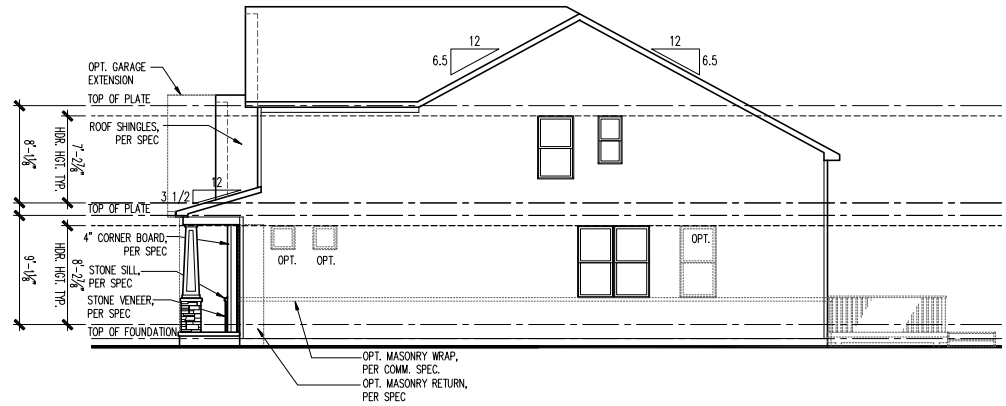 12
6.5
12
6.5
OPT. GARAGE
EXTENSION
TOP OF PLATE
ROOF SHINGLES,
PER SPEC
8'-1⅛"
7'-2⅞"
HDR. HGT. TYP.
12
3 1/2
TOP OF PLATE
4" CORNER BOARD,
PER SPEC
OPT.
OPT.
OPT.
STONE SILL,
PER SPEC
9'-1⅛"
8'-2⅞"
HDR. HGT. TYP.
STONE VENEER,
PER SPEC
TOP OF FOUNDATION
OPT. MASONRY WRAP,
PER COMM. SPEC.
OPT. MASONRY RETURN,
PER SPEC